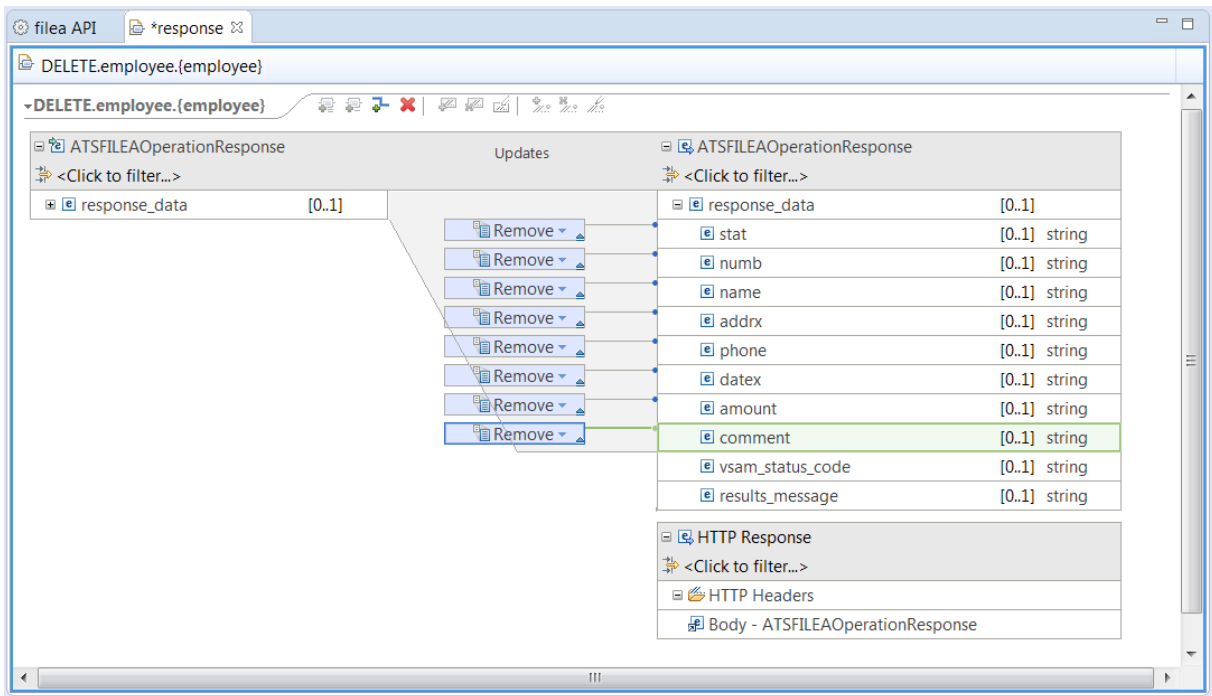 filea API *response
DELETE.employee.{employee}
DELETE.employee.{employee}
ATSFILEAOperationResponse Updates ATSFILEAOperationResponse
<Click to filter...> <Click to filter...>
response_data [0..1] response_data [0..1]
Remove stat [0..1] string
Remove numb [0..1] string
Remove name [0..1] string
Remove addrx [0..1] string
Remove phone [0..1] string
Remove datex [0..1] string
Remove amount [0..1] string
Remove comment [0..1] string
vsam_status_code [0..1] string
results_message [0..1] string
HTTP Response
<Click to filter...>
HTTP Headers
Body - ATSFILEAOperationResponse